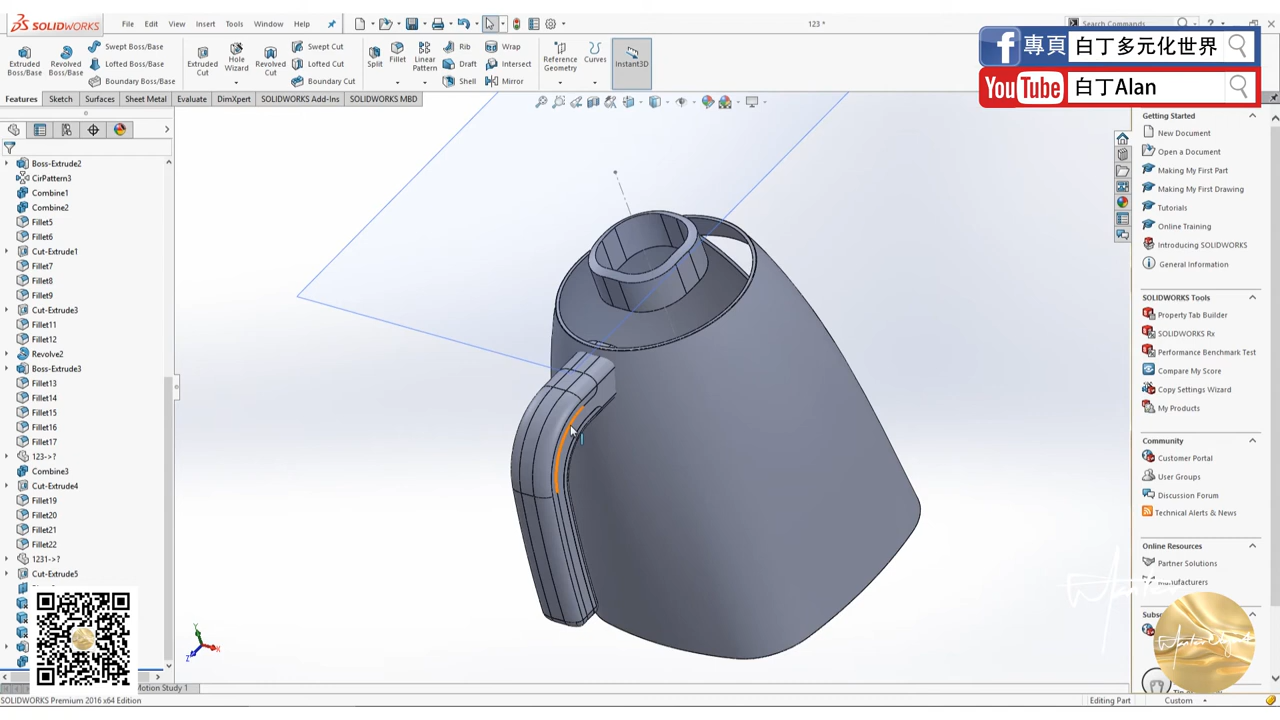 SOLIDWORKS
File Edit View Insert Tools Window Help
123 *
Search Commands
專頁 白丁多元化世界
YouTube 白丁Alan
Extruded Boss/Base
Revolved Boss/Base
Swept Boss/Base
Lofted Boss/Base
Boundary Boss/Base
Extruded Cut
Hole Wizard
Revolved Cut
Swept Cut
Lofted Cut
Boundary Cut
Split
Fillet
Linear Pattern
Rib
Draft
Shell
Wrap
Intersect
Mirror
Reference Geometry
Curves
Instant3D
Features Sketch Surfaces Sheet Metal Evaluate DimXpert SOLIDWORKS Add-Ins SOLIDWORKS MBD
Boss-Extrude2
CirPattern3
Combine1
Combine2
Fillet5
Fillet6
Cut-Extrude1
Fillet7
Fillet8
Fillet9
Cut-Extrude3
Fillet11
Fillet12
Revolve2
Boss-Extrude3
Fillet13
Fillet14
Fillet15
Fillet16
Fillet17
123->?
Combine3
Cut-Extrude4
Fillet19
Fillet20
Fillet21
Fillet22
1231->?
Cut-Extrude5
Y
X
Z
Motion Study 1
SOLIDWORKS Premium 2016 x64 Edition
Getting Started
New Document
Open a Document
Making My First Part
Making My First Drawing
Tutorials
Online Training
Introducing SOLIDWORKS
General Information
SOLIDWORKS Tools
Property Tab Builder
SOLIDWORKS Rx
Performance Benchmark Test
Compare My Score
Copy Settings Wizard
My Products
Community
Customer Portal
User Groups
Discussion Forum
Technical Alerts & News
Online Resources
Partner Solutions
Manufacturers
Editing Part
Custom